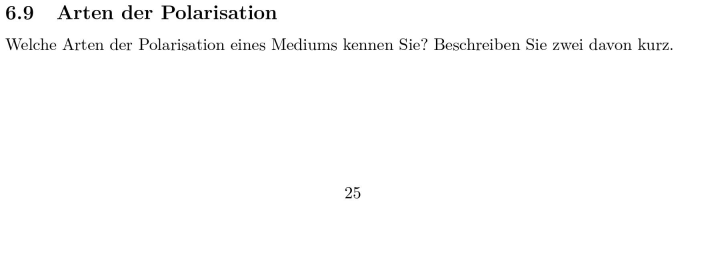 6.9 Arten der Polarisation
Welche Arten der Polarisation eines Mediums kennen Sie? Beschreiben Sie zwei davon kurz.
25